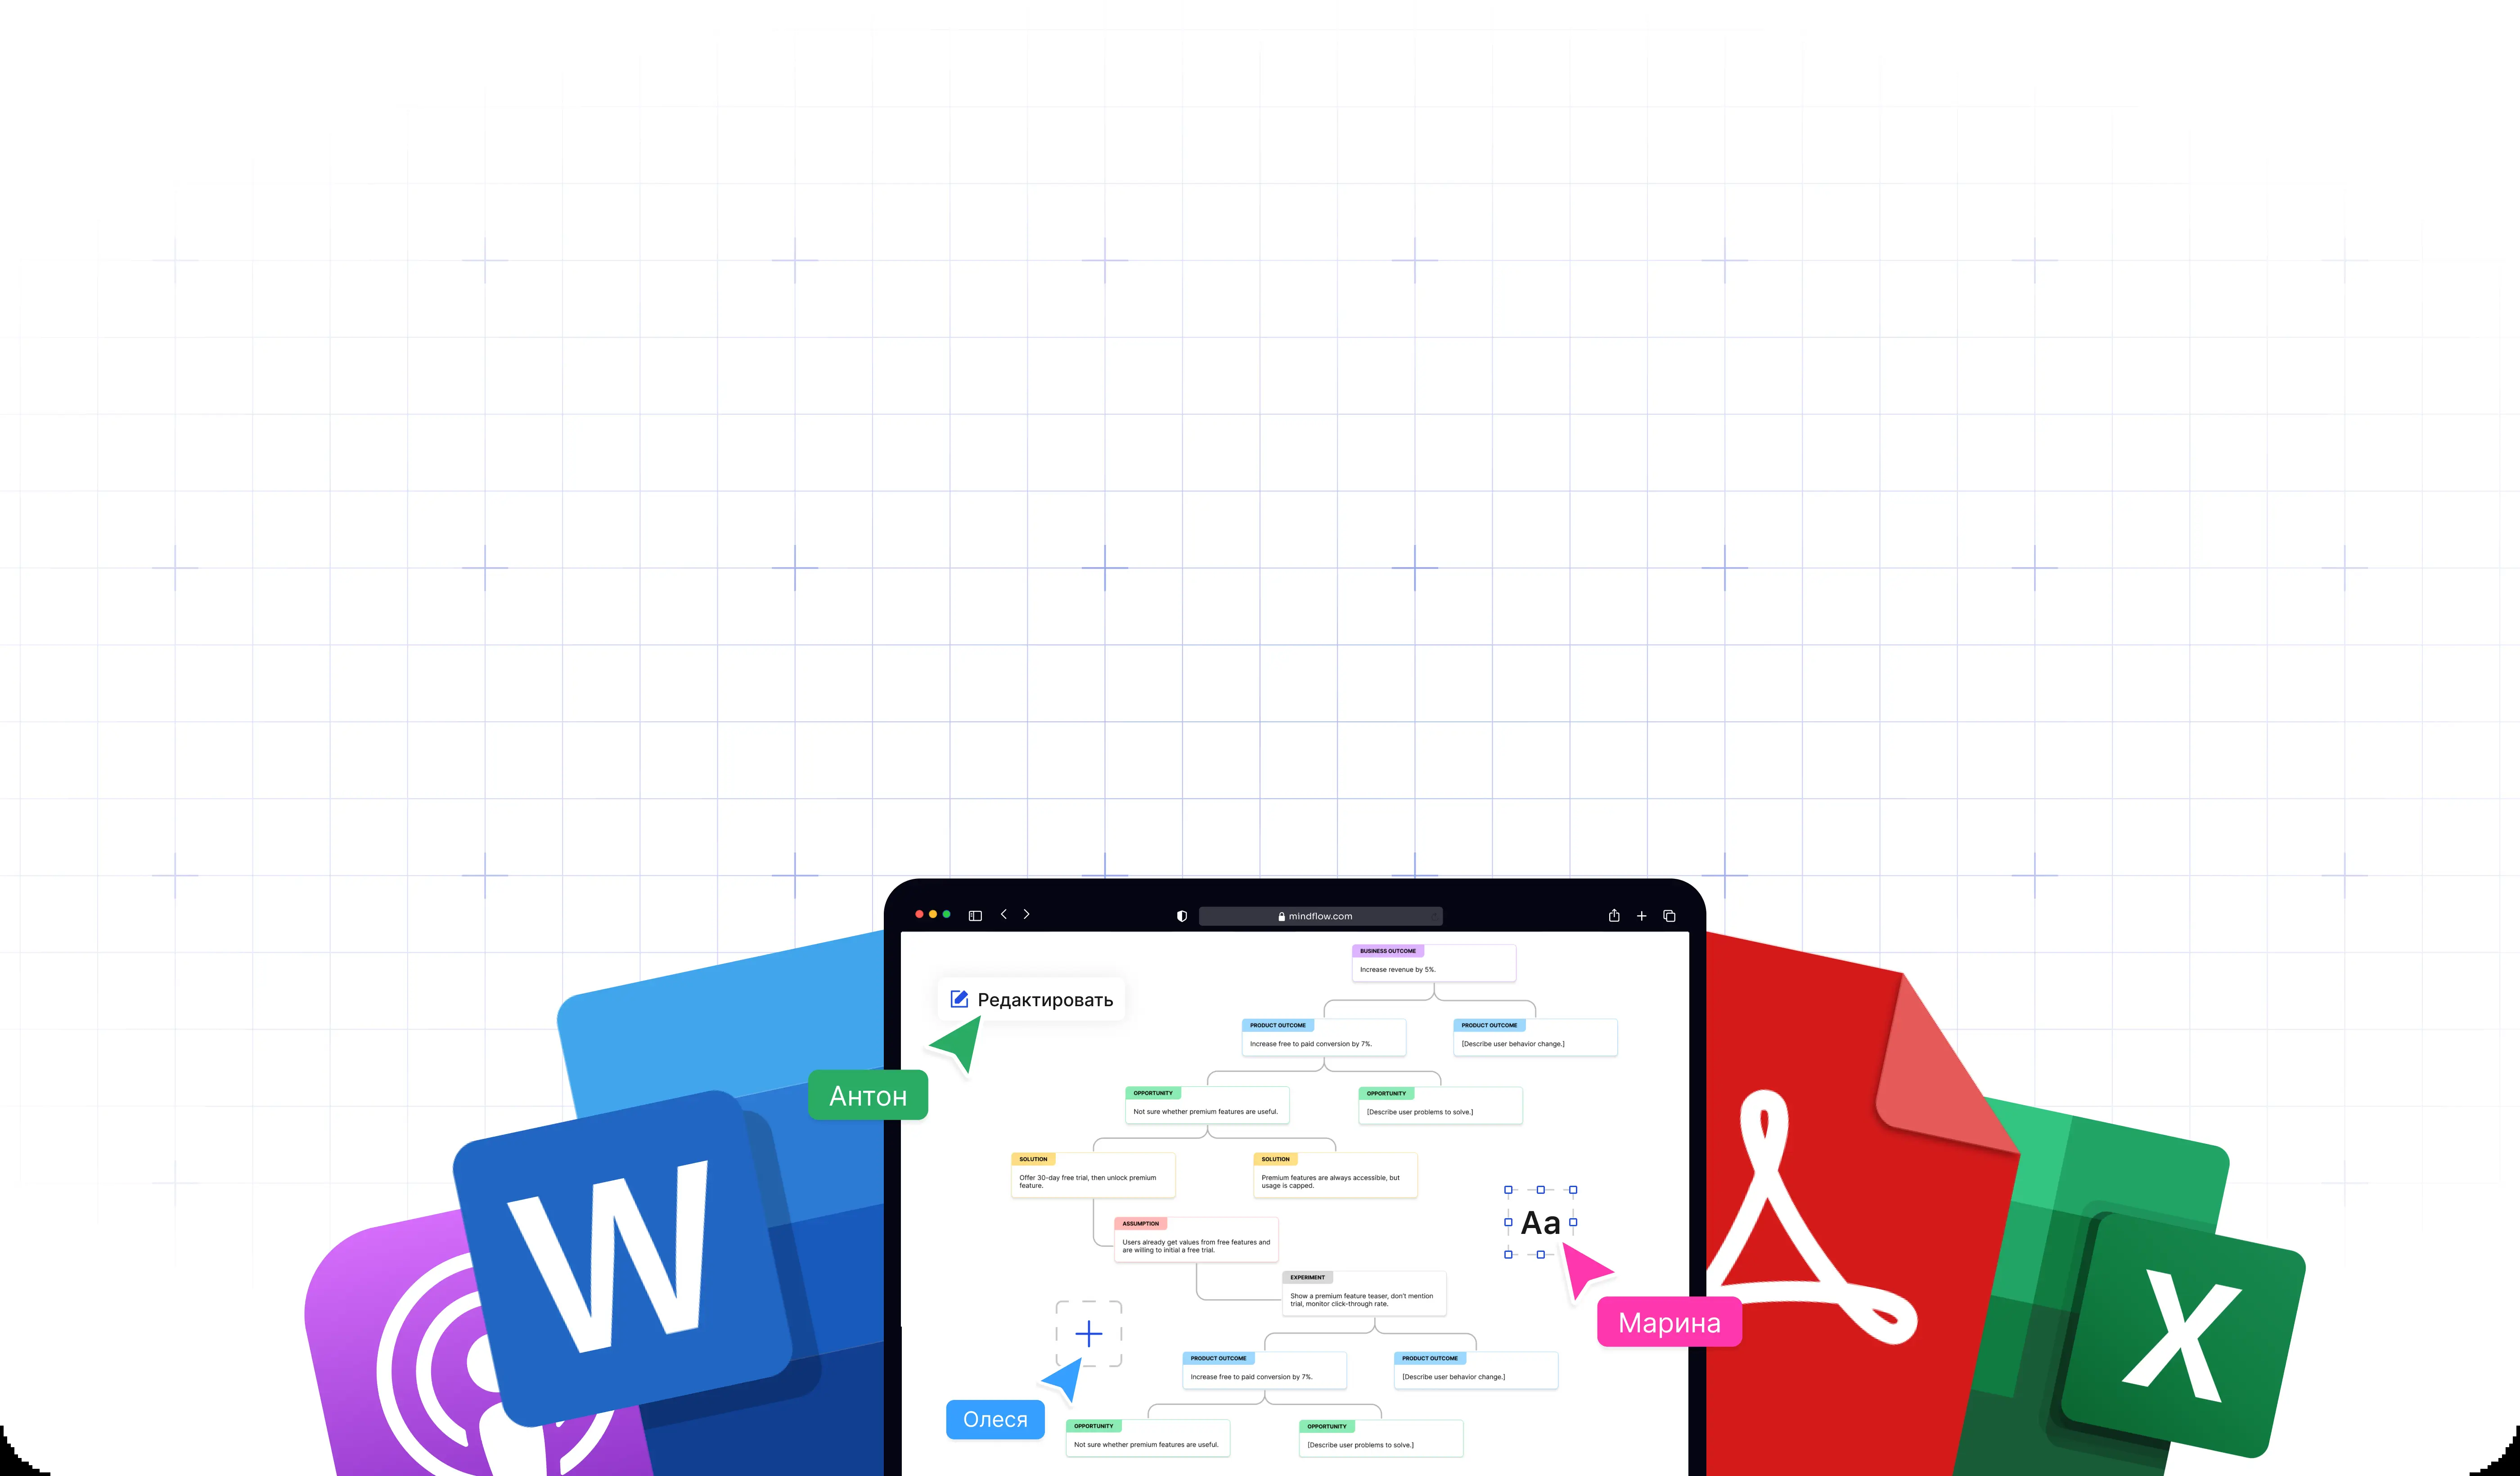 mindflow.com
BUSINESS OUTCOME
Increase revenue by 5%.
Редактировать
PRODUCT OUTCOME
Increase free to paid conversion by 7%.
PRODUCT OUTCOME
[Describe user behavior change.]
Антон
OPPORTUNITY
Not sure whether premium features are useful.
OPPORTUNITY
[Describe user problems to solve.]
SOLUTION
Offer 30-day free trial, then unlock premium
feature.
SOLUTION
Premium features are always accessible, but
usage is capped.
W
Aa
ASSUMPTION
Users already get values from free features and
are willing to initial a free trial.
EXPERIMENT
Show a premium feature teaser, don't mention
trial, monitor click-through rate.
Марина
X
PRODUCT OUTCOME
Increase free to paid conversion by 7%.
PRODUCT OUTCOME
[Describe user behavior change.]
Олеся
OPPORTUNITY
Not sure whether premium features are useful.
OPPORTUNITY
[Describe user problems to solve.]